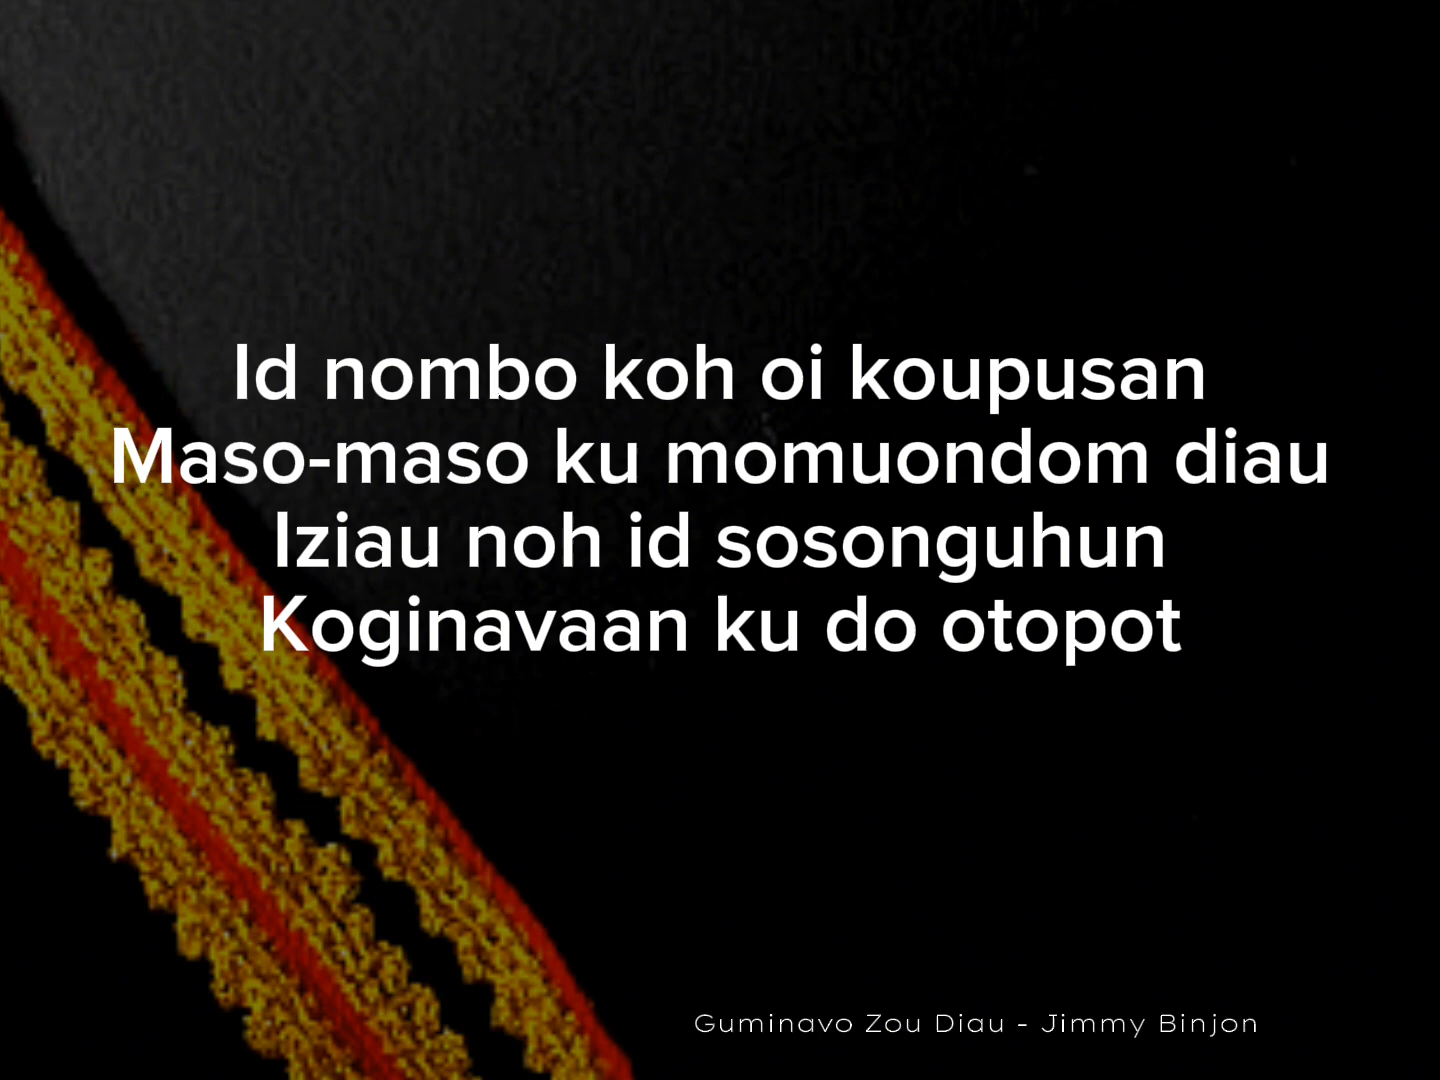 Id nombo koh oi koupusan
Maso-maso ku momuondom diau
Iziau noh id sosonguhun
Koginavaan ku do otopot
Guminavo Zou Diau - Jimmy Binjon